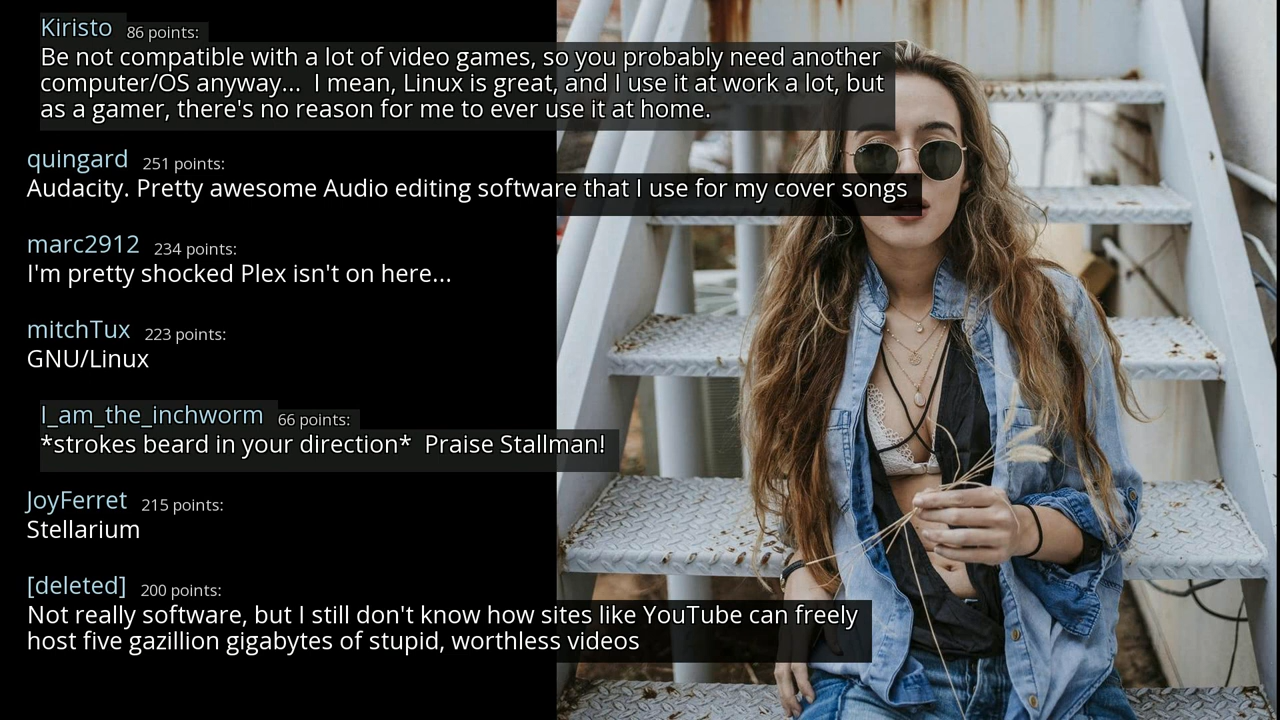 Kiristo 86 points:
Be not compatible with a lot of video games, so you probably need another
computer/OS anyway...  I mean, Linux is great, and I use it at work a lot, but
as a gamer, there's no reason for me to ever use it at home.
quingard 251 points:
Audacity. Pretty awesome Audio editing software that I use for my cover songs
marc2912 234 points:
I'm pretty shocked Plex isn't on here...
mitchTux 223 points:
GNU/Linux
I_am_the_inchworm 66 points:
*strokes beard in your direction*  Praise Stallman!
JoyFerret 215 points:
Stellarium
[deleted] 200 points:
Not really software, but I still don't know how sites like YouTube can freely
host five gazillion gigabytes of stupid, worthless videos